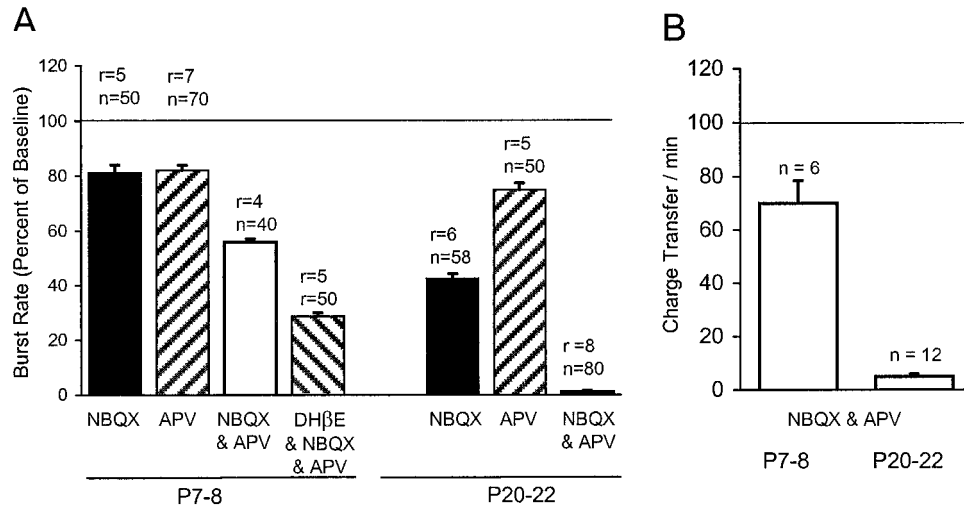 A
B
Burst Rate (Percent of Baseline)
120
100
80
60
40
20
0
r=5
n=50
r=7
n=70
r=4
n=40
r=5
r=50
r=6
n=58
r=5
n=50
r=8
n=80
NBQX
APV
NBQX
& APV
DHβE
& NBQX
& APV
NBQX
APV
NBQX
& APV
P7-8
P20-22
Charge Transfer / min
120
100
80
60
40
20
0
n = 6
n = 12
NBQX & APV
P7-8
P20-22